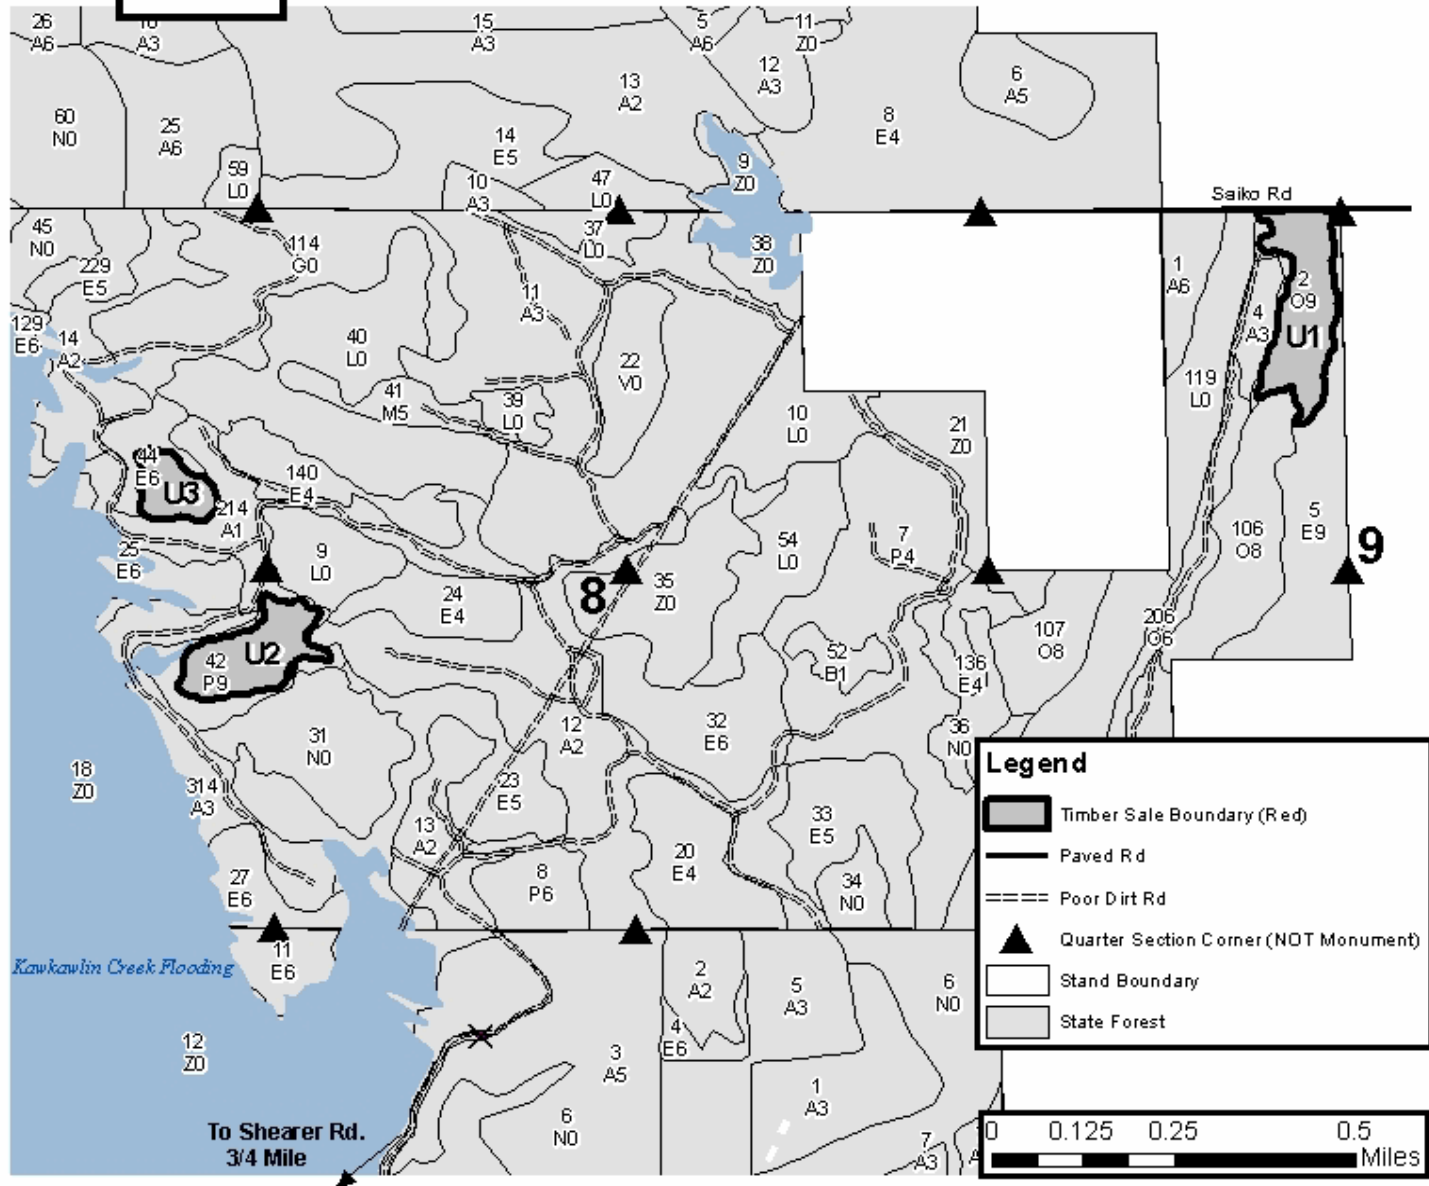 26
A6
16
A3
15
A3
5
A6
11
Z0
12
A3
13
A2
6
A5
60
N0
25
A6
14
E5
8
E4
59
L0
10
A3
47
L0
9
Z0
Saiko Rd
45
N0
114
G0
37
L0
38
Z0
229
E5
1
A6
2
O9
11
A3
129
E6
14
A2
40
L0
4
A3
U1
22
V0
41
M5
39
L0
119
L0
10
L0
21
Z0
44
E6
U3
140
E4
214
A1
106
O8
5
E9
9
25
E6
9
L0
54
L0
7
P4
24
E4
8
35
Z0
U2
42
P9
52
B1
136
E4
107
O8
206
O6
31
N0
12
A2
32
E6
36
N0
18
Z0
314
A3
23
E5
13
A2
33
E5
27
E6
8
P6
20
E4
34
N0
11
E6
Kawkawlin Creek Flooding
2
A2
5
A3
6
N0
12
Z0
4
E6
3
A5
1
A3
6
N0
7
A3
To Shearer Rd.
3/4 Mile
Legend
Timber Sale Boundary (Red)
Paved Rd
Poor Dirt Rd
Quarter Section Corner (NOT Monument)
Stand Boundary
State Forest
0 0.125 0.25 0.5
Miles